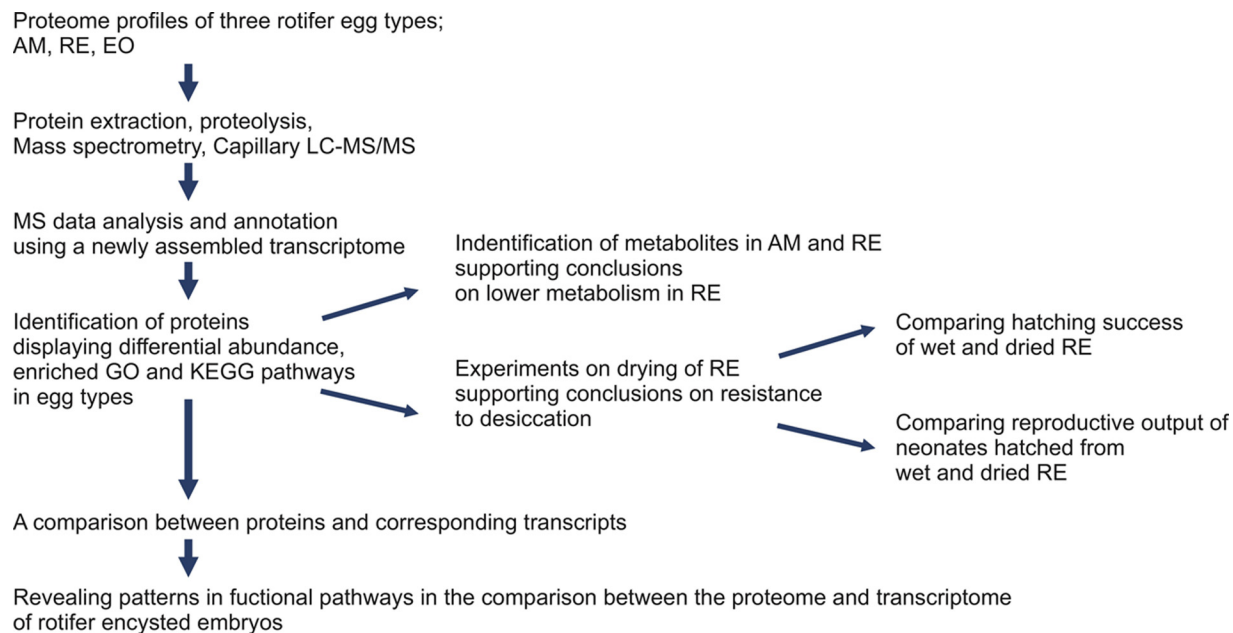 Proteome profiles of three rotifer egg types;
AM, RE, EO
Protein extraction, proteolysis,
Mass spectrometry, Capillary LC-MS/MS
MS data analysis and annotation
using a newly assembled transcriptome
Indentification of metabolites in AM and RE
supporting conclusions
on lower metabolism in RE
Identification of proteins
displaying differential abundance,
enriched GO and KEGG pathways
in egg types
Experiments on drying of RE
supporting conclusions on resistance
to desiccation
Comparing hatching success
of wet and dried RE
Comparing reproductive output of
neonates hatched from
wet and dried RE
A comparison between proteins and corresponding transcripts
Revealing patterns in fuctional pathways in the comparison between the proteome and transcriptome
of rotifer encysted embryos